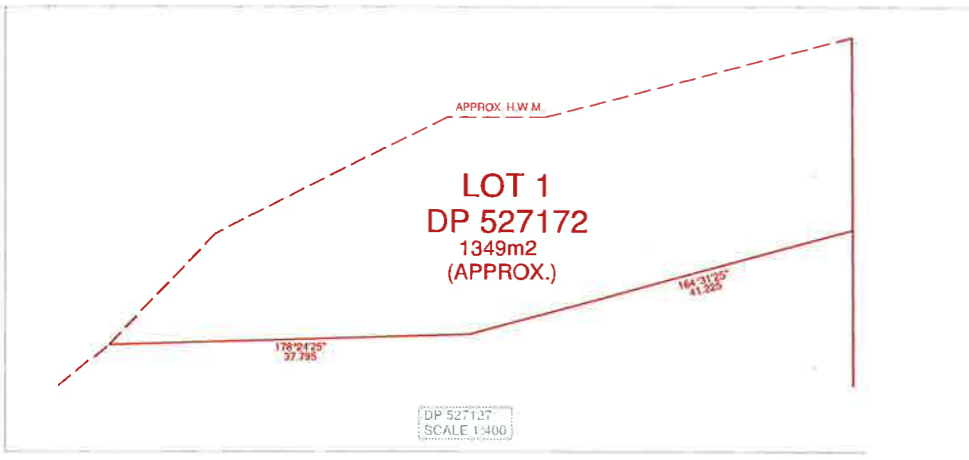 APPROX H.W.M.
LOT 1
DP 527172
1349m2
(APPROX.)
164°31'25"
41.225
178°24'25"
37.795
DP 527127
SCALE 1:400